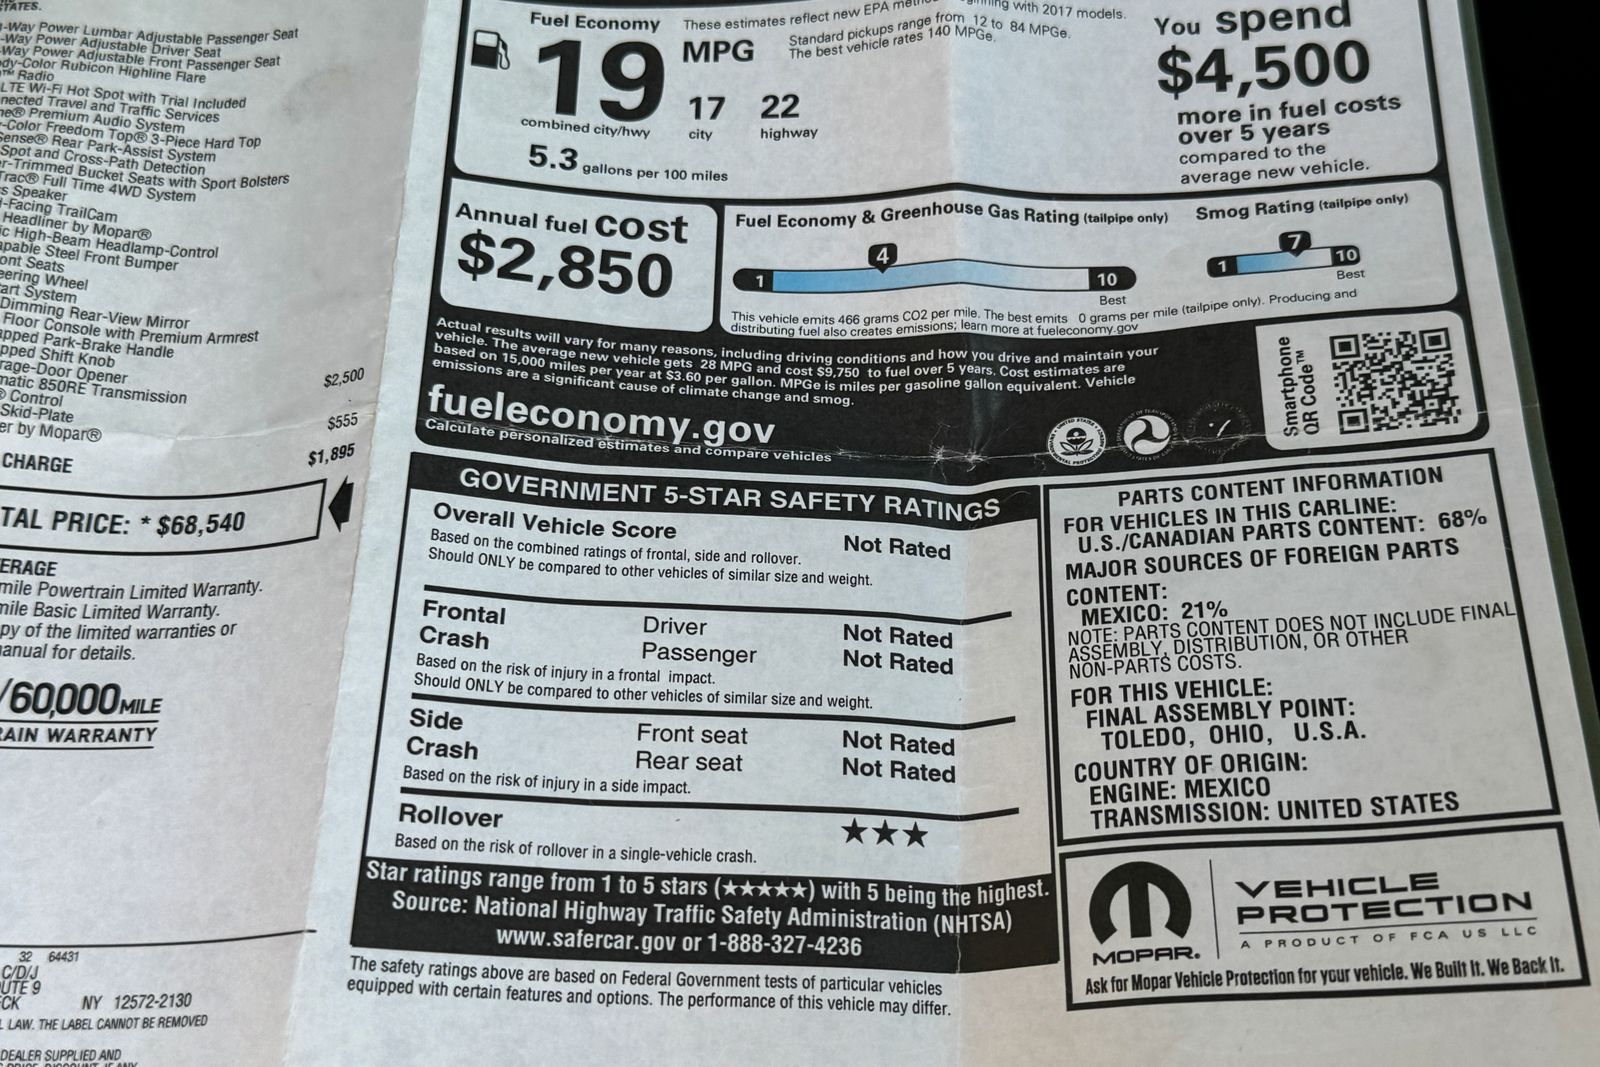 STATES.
-Way Power Lumbar Adjustable Passenger Seat
-Way Power Adjustable Driver Seat
Way Power Adjustable Front Passenger Seat
dy-Color Rubicon Highline Flare
™ Radio
LTE Wi-Fi Hot Spot with Trial Included
nected Travel and Traffic Services
ne® Premium Audio System
-Color Freedom Top® 3-Piece Hard Top
Sense® Rear Park-Assist System
Spot and Cross-Path Detection
r-Trimmed Bucket Seats with Sport Bolsters
Trac® Full Time 4WD System
s Speaker
-Facing TrailCam
Headliner by Mopar®
ic High-Beam Headlamp-Control
apable Steel Front Bumper
ont Seats
eering Wheel
art System
Dimming Rear-View Mirror
Floor Console with Premium Armrest
apped Park-Brake Handle
pped Shift Knob
rage-Door Opener
matic 850RE Transmission $2,500
® Control
Skid-Plate $555
er by Mopar®
CHARGE $1,895
TAL PRICE: * $68,540
ERAGE
mile Powertrain Limited Warranty.
mile Basic Limited Warranty.
py of the limited warranties or
anual for details.
/60,000 MILE
RAIN WARRANTY
32 64431
C/D/J
UTE 9
CK NY 12572-2130
L LAW. THE LABEL CANNOT BE REMOVED
DEALER SUPPLIED AND
Fuel Economy
These estimates reflect new EPA beginning with 2017 models.
19 MPG
Standard pickups range from 12 to 84 MPGe.
The best vehicle rates 140 MPGe.
17 22
combined city/hwy city highway
5.3 gallons per 100 miles
You spend
$4,500
more in fuel costs
over 5 years
compared to the
average new vehicle.
Annual fuel cost
$2,850
Fuel Economy & Greenhouse Gas Rating (tailpipe only)
4
1 10
Best
Smog Rating (tailpipe only)
7
1 10
Best
This vehicle emits 466 grams CO2 per mile. The best emits 0 grams per mile (tailpipe only). Producing and
distributing fuel also creates emissions; learn more at fueleconomy.gov
Actual results will vary for many reasons, including driving conditions and how you drive and maintain your
vehicle. The average new vehicle gets 28 MPG and cost $9,750 to fuel over 5 years. Cost estimates are
based on 15,000 miles per year at $3.60 per gallon. MPGe is miles per gasoline gallon equivalent. Vehicle
emissions are a significant cause of climate change and smog.
fueleconomy.gov
Calculate personalized estimates and compare vehicles
Smartphone
QR Code™
GOVERNMENT 5-STAR SAFETY RATINGS
Overall Vehicle Score Not Rated
Based on the combined ratings of frontal, side and rollover.
Should ONLY be compared to other vehicles of similar size and weight.
Frontal Driver Not Rated
Crash Passenger Not Rated
Based on the risk of injury in a frontal impact.
Should ONLY be compared to other vehicles of similar size and weight.
Side Front seat Not Rated
Crash Rear seat Not Rated
Based on the risk of injury in a side impact.
Rollover ★★★
Based on the risk of rollover in a single-vehicle crash.
Star ratings range from 1 to 5 stars (★★★★★) with 5 being the highest.
Source: National Highway Traffic Safety Administration (NHTSA)
www.safercar.gov or 1-888-327-4236
The safety ratings above are based on Federal Government tests of particular vehicles
equipped with certain features and options. The performance of this vehicle may differ.
PARTS CONTENT INFORMATION
FOR VEHICLES IN THIS CARLINE:
U.S./CANADIAN PARTS CONTENT: 68%
MAJOR SOURCES OF FOREIGN PARTS
CONTENT:
MEXICO: 21%
NOTE: PARTS CONTENT DOES NOT INCLUDE FINAL
ASSEMBLY, DISTRIBUTION, OR OTHER
NON-PARTS COSTS.
FOR THIS VEHICLE:
FINAL ASSEMBLY POINT:
TOLEDO, OHIO, U.S.A.
COUNTRY OF ORIGIN:
ENGINE: MEXICO
TRANSMISSION: UNITED STATES
MOPAR®
VEHICLE
PROTECTION
A PRODUCT OF FCA US LLC
Ask for Mopar Vehicle Protection for your vehicle. We Built It. We Back It.